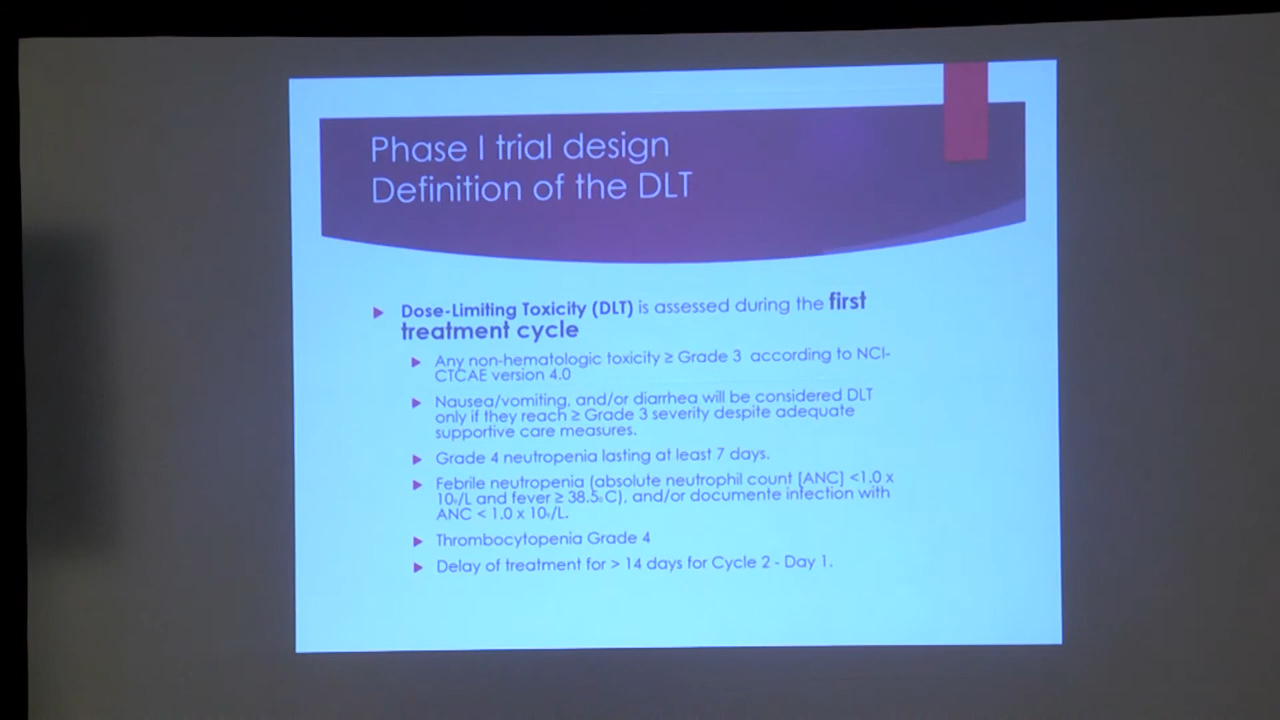 Phase I trial design
Definition of the DLT
Dose-Limiting Toxicity (DLT) is assessed during the first
treatment cycle
Any non-hematologic toxicity ≥ Grade 3 according to NCI-
CTCAE version 4.0
Nausea/vomiting, and/or diarrhea will be considered DLT
only if they reach ≥ Grade 3 severity despite adequate
supportive care measures.
Grade 4 neutropenia lasting at least 7 days.
Febrile neutropenia (absolute neutrophil count [ANC] <1.0 x
10₉/L and fever ≥ 38.5 C), and/or documente infection with
ANC < 1.0 x 10₉/L.
Thrombocytopenia Grade 4
Delay of treatment for > 14 days for Cycle 2 - Day 1.